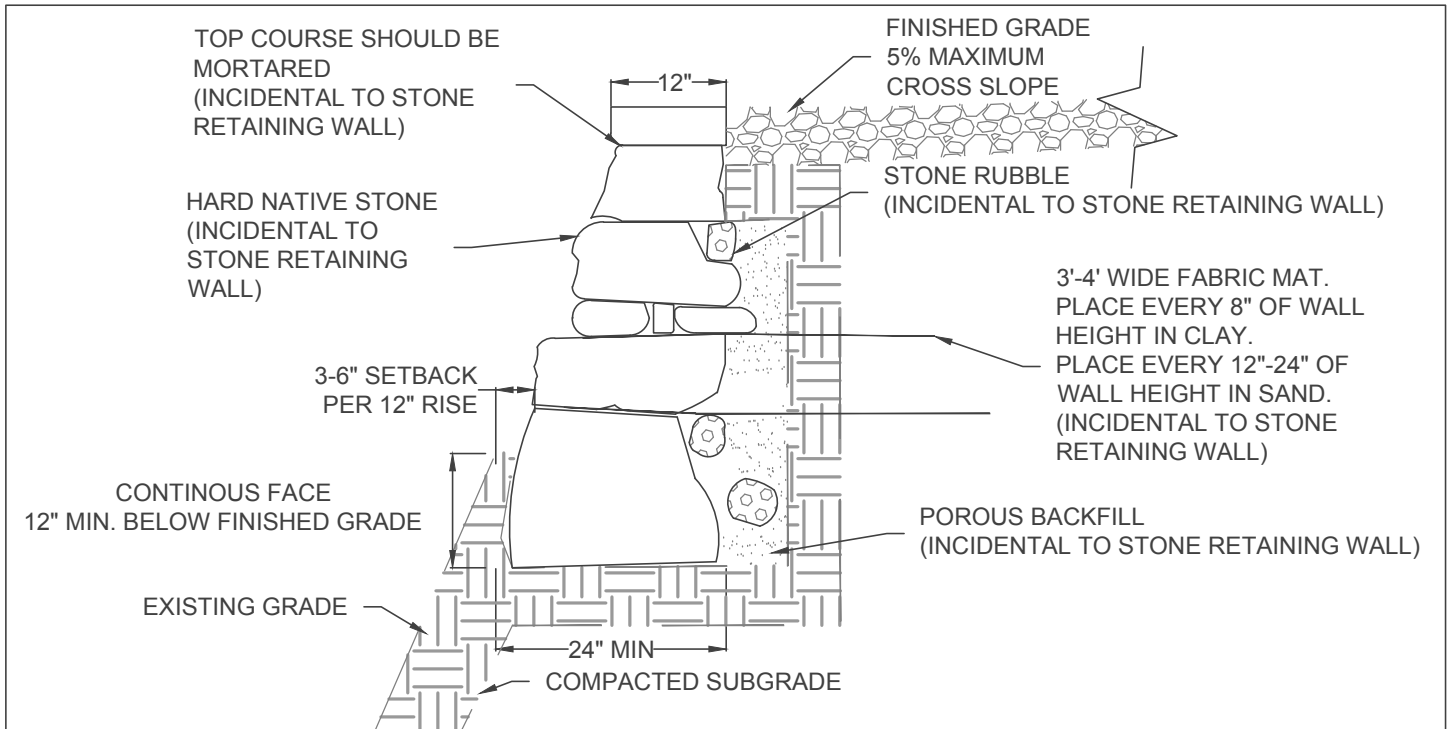 TOP COURSE SHOULD BE
MORTARED
(INCIDENTAL TO STONE
RETAINING WALL)
12"
FINISHED GRADE
5% MAXIMUM
CROSS SLOPE
HARD NATIVE STONE
(INCIDENTAL TO
STONE RETAINING
WALL)
STONE RUBBLE
(INCIDENTAL TO STONE RETAINING WALL)
3'-4' WIDE FABRIC MAT.
PLACE EVERY 8" OF WALL
HEIGHT IN CLAY.
PLACE EVERY 12"-24" OF
WALL HEIGHT IN SAND.
(INCIDENTAL TO STONE
RETAINING WALL)
3-6" SETBACK
PER 12" RISE
CONTINOUS FACE
12" MIN. BELOW FINISHED GRADE
POROUS BACKFILL
(INCIDENTAL TO STONE RETAINING WALL)
EXISTING GRADE
24" MIN
COMPACTED SUBGRADE